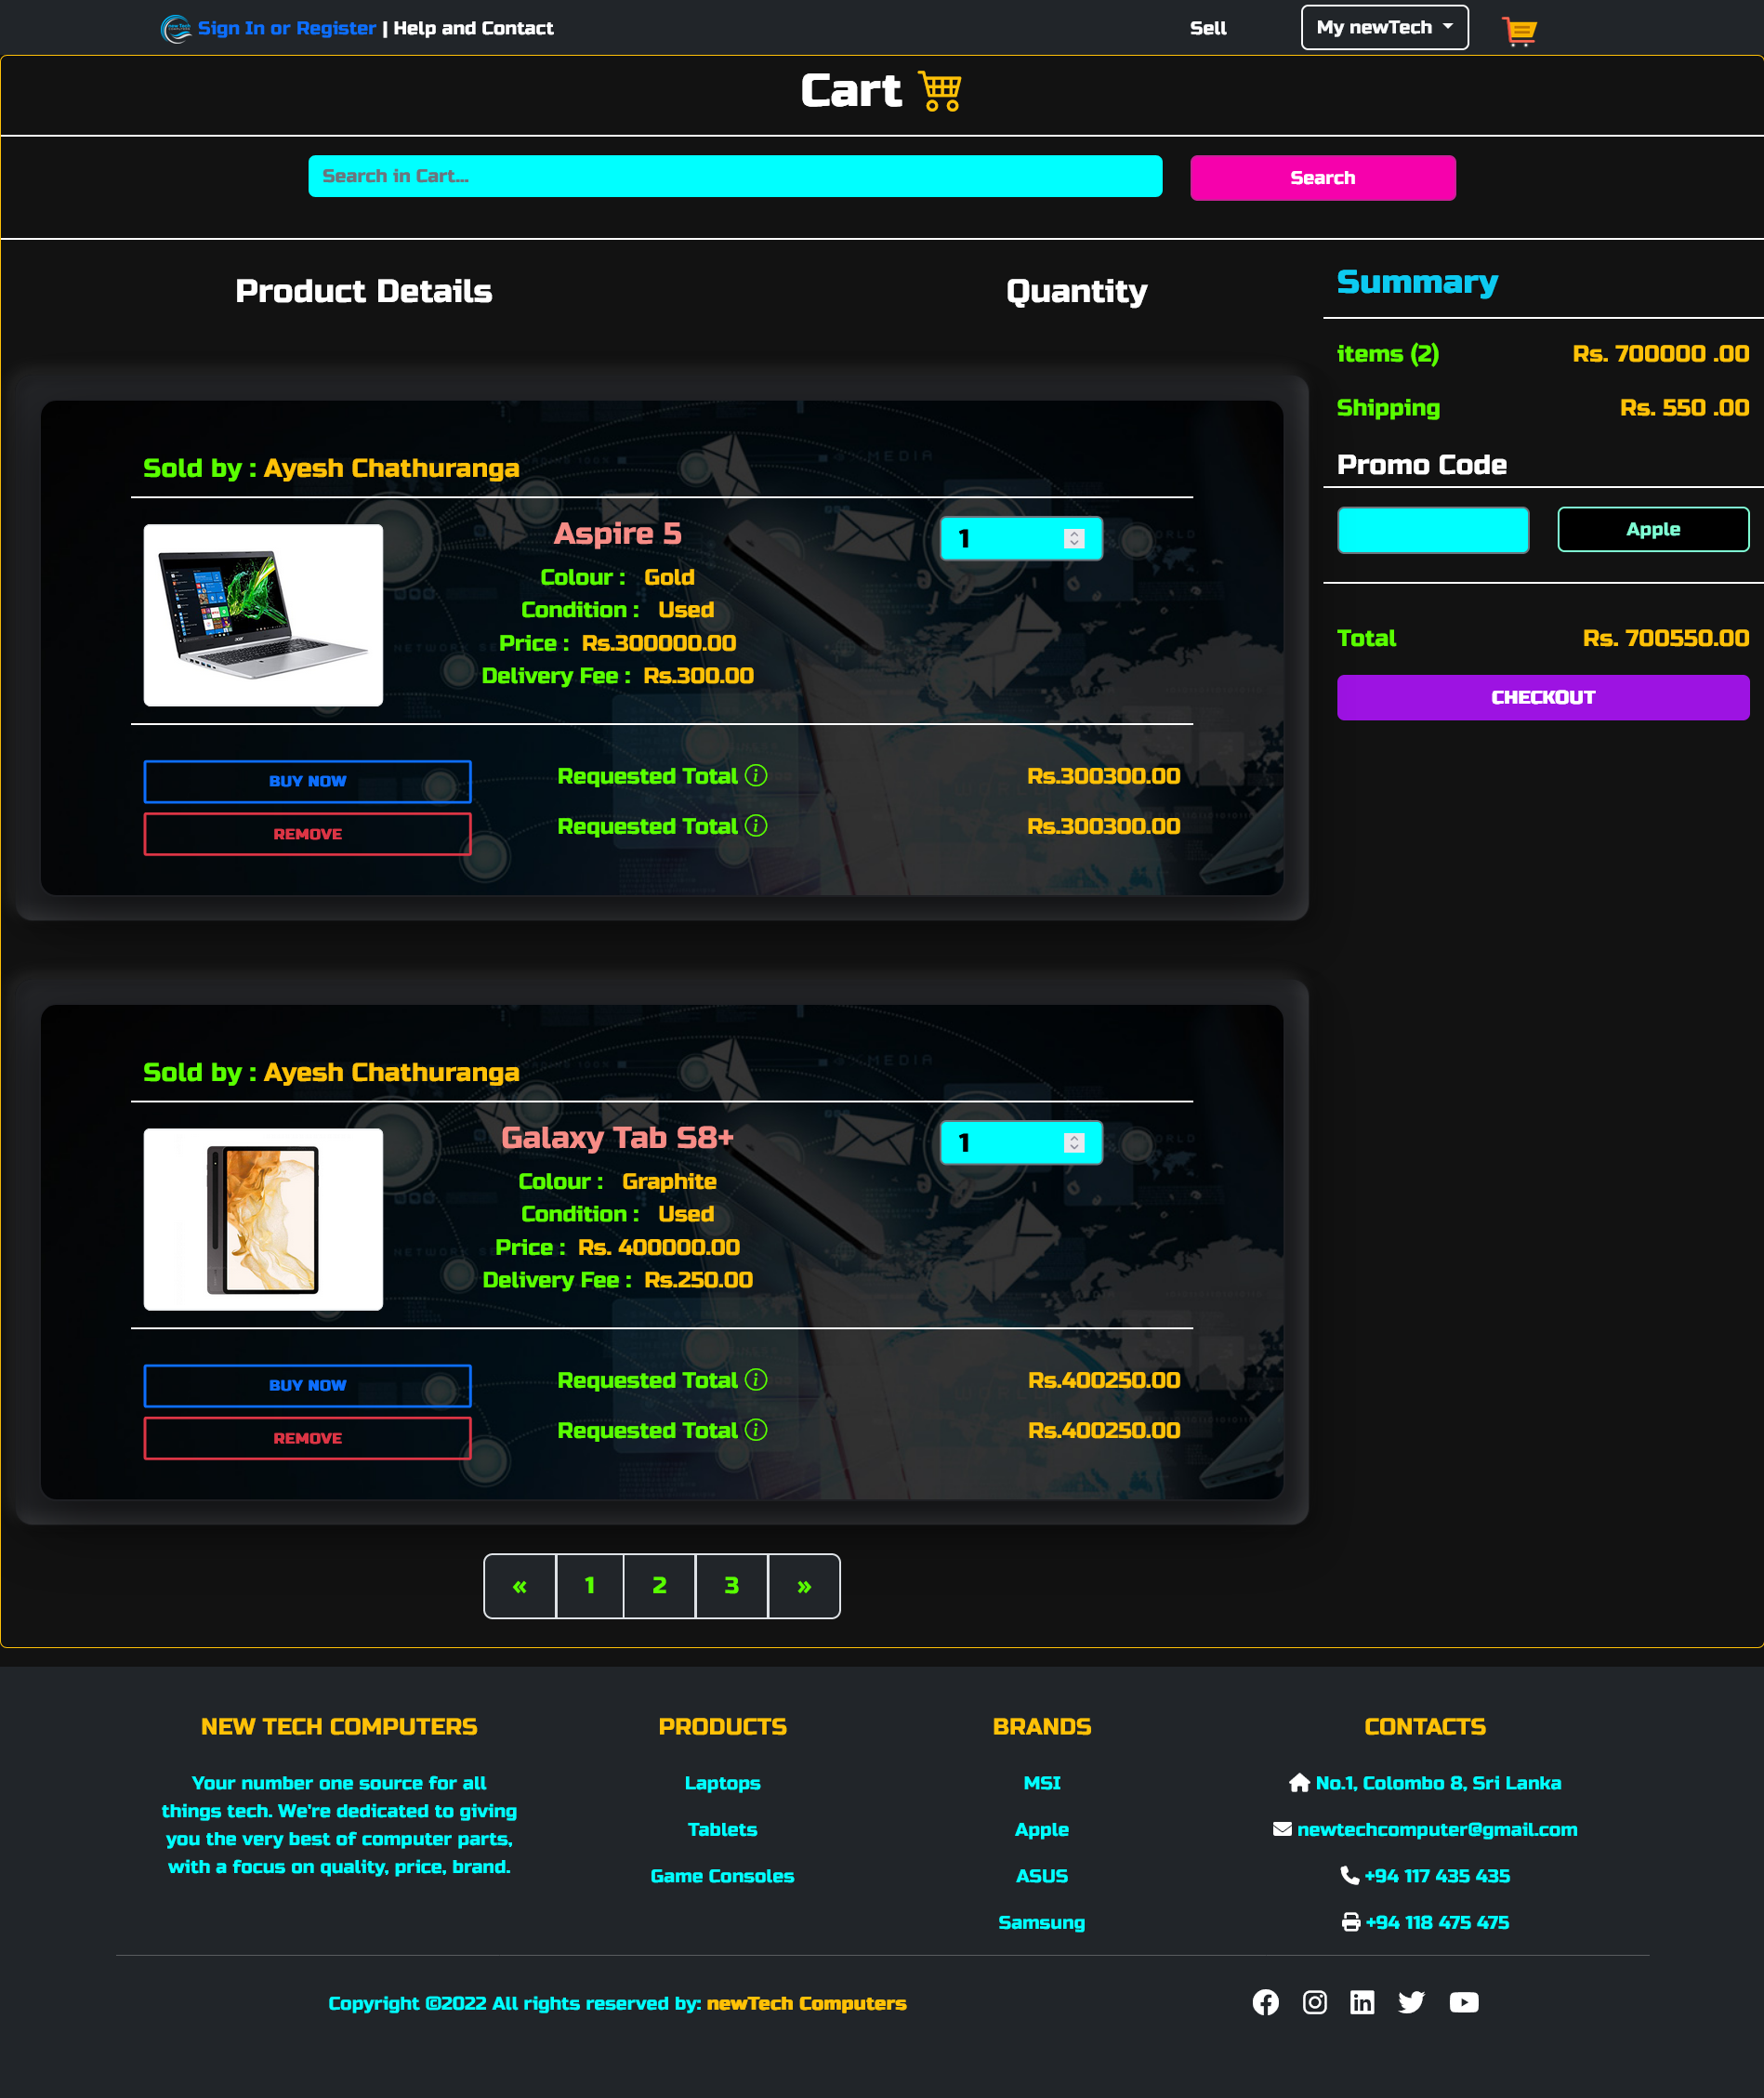 Sign In or Register | Help and Contact
Sell
My newTech
Cart
Search in Cart...
Search
Product Details
Quantity
Summary
items (2)
Rs. 700000 .00
Shipping
Rs. 550 .00
Promo Code
Apple
Total
Rs. 700550.00
CHECKOUT
Sold by : Ayesh Chathuranga
Aspire 5
1
Colour : Gold
Condition : Used
Price : Rs.300000.00
Delivery Fee : Rs.300.00
BUY NOW
Requested Total
Rs.300300.00
REMOVE
Requested Total
Rs.300300.00
Sold by : Ayesh Chathuranga
Galaxy Tab S8+
1
Colour : Graphite
Condition : Used
Price : Rs. 400000.00
Delivery Fee : Rs.250.00
BUY NOW
Requested Total
Rs.400250.00
REMOVE
Requested Total
Rs.400250.00
« 1 2 3 »
NEW TECH COMPUTERS
Your number one source for all
things tech. We're dedicated to giving
you the very best of computer parts,
with a focus on quality, price, brand.
PRODUCTS
Laptops
Tablets
Game Consoles
BRANDS
MSI
Apple
ASUS
Samsung
CONTACTS
No.1, Colombo 8, Sri Lanka
newtechcomputer@gmail.com
+94 117 435 435
+94 118 475 475
Copyright ©2022 All rights reserved by: newTech Computers